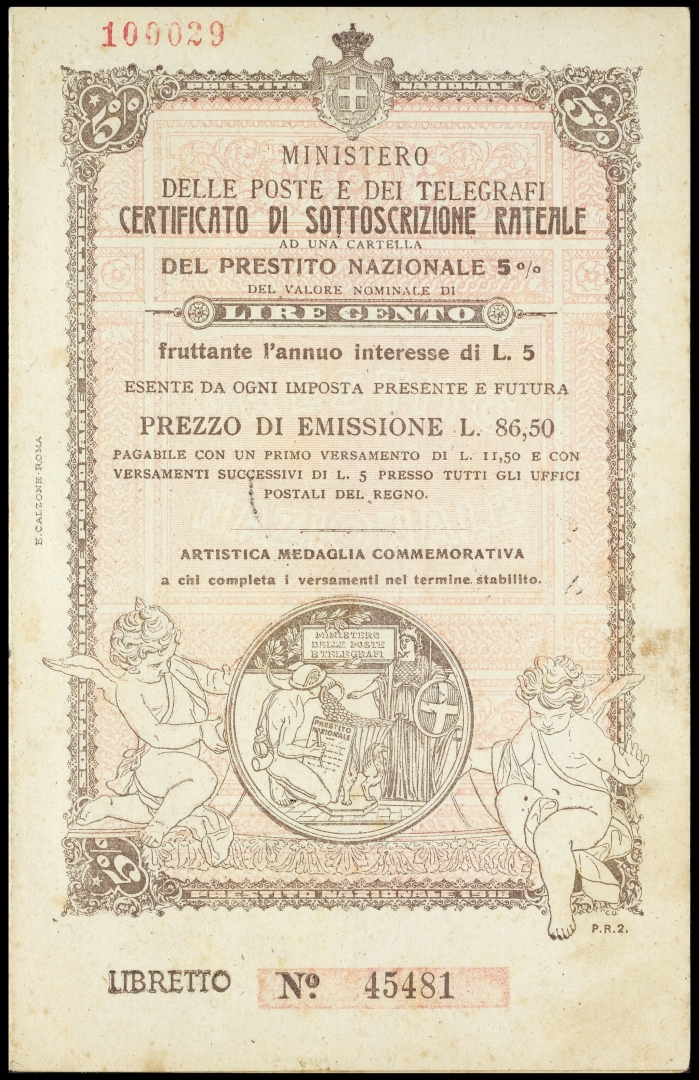 100029
PRESTITO NAZIONALE
5% 5%
MINISTERO
DELLE POSTE E DEI TELEGRAFI
CERTIFICATO DI SOTTOSCRIZIONE RATEALE
AD UNA CARTELLA
DEL PRESTITO NAZIONALE 5%
DEL VALORE NOMINALE DI
LIRE CENTO
fruttante l'annuo interesse di L. 5
ESENTE DA OGNI IMPOSTA PRESENTE E FUTURA
PREZZO DI EMISSIONE L. 86,50
PAGABILE CON UN PRIMO VERSAMENTO DI L. 11,50 E CON
VERSAMENTI SUCCESSIVI DI L. 5 PRESSO TUTTI GLI UFFICI
POSTALI DEL REGNO.
E. CALZONE-ROMA
ARTISTICA MEDAGLIA COMMEMORATIVA
a chi completa i versamenti nel termine stabilito.
MINISTERO
DELLE POSTE
E TELEGRAFI
PRESTITO
NAZIONALE
5%
PRESTITO
P.R.2.
LIBRETTO Nº 45481